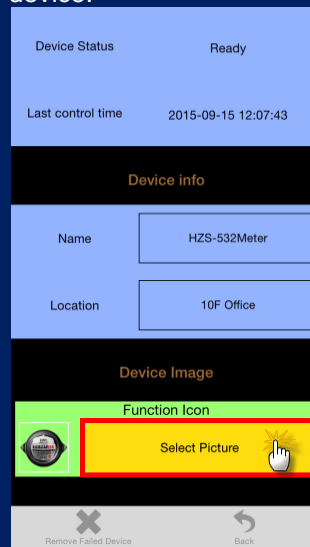 device.
Device Status Ready
Last control time 2015-09-15 12:07:43
Device info
Name HZS-532Meter
Location 10F Office
Device Image
Function Icon
Select Picture
Remove Failed Device Back